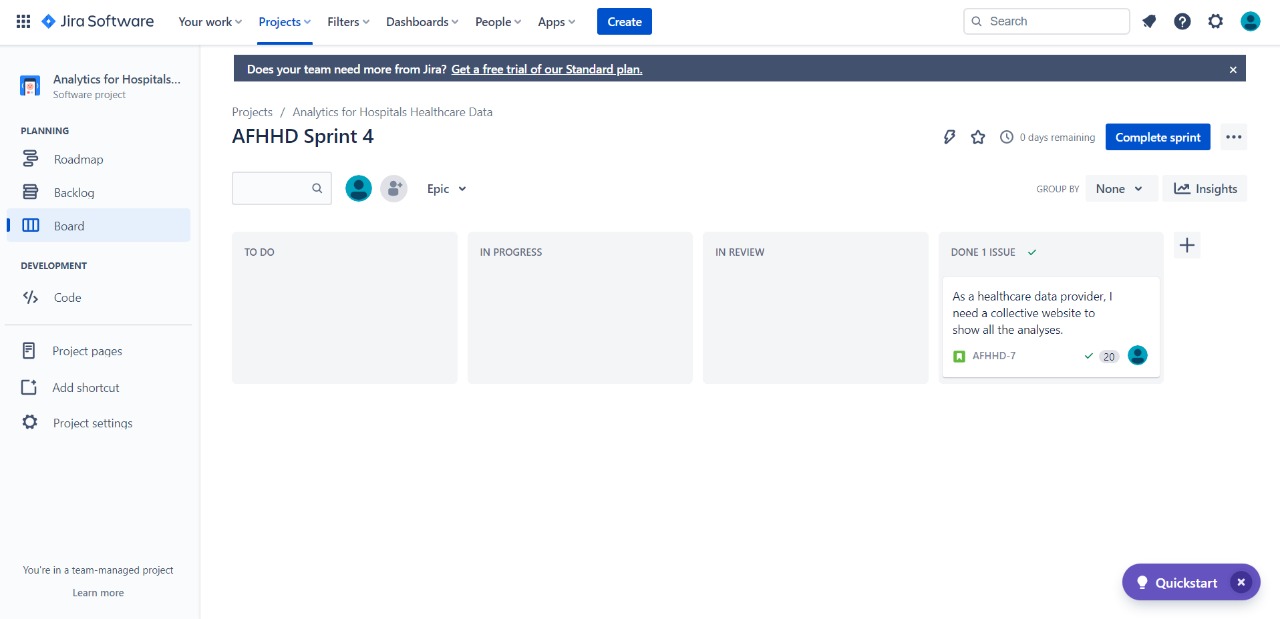 Jira Software
Your work
Projects
Filters
Dashboards
People
Apps
Create
Search
Analytics for Hospitals...
Software project
PLANNING
Roadmap
Backlog
Board
DEVELOPMENT
Code
Project pages
Add shortcut
Project settings
You're in a team-managed project
Learn more
Does your team need more from Jira? Get a free trial of our Standard plan.
Projects / Analytics for Hospitals Healthcare Data
AFHHD Sprint 4
0 days remaining
Complete sprint
Epic
GROUP BY
None
Insights
TO DO
IN PROGRESS
IN REVIEW
DONE 1 ISSUE
As a healthcare data provider, I
need a collective website to
show all the analyses.
AFHHD-7
20
Quickstart